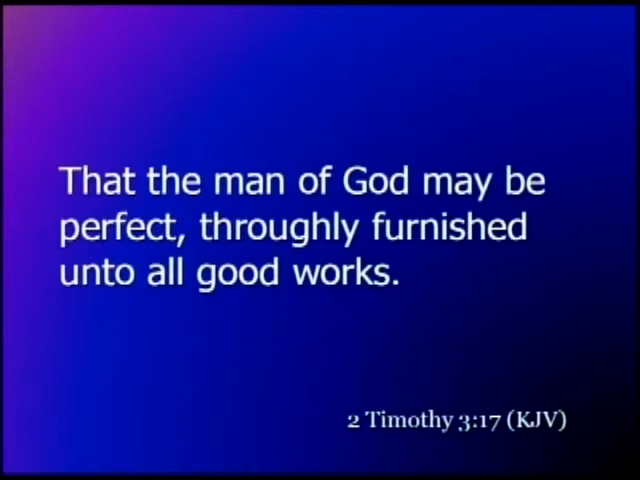 That the man of God may be
perfect, throughly furnished
unto all good works.
2 Timothy 3:17 (KJV)